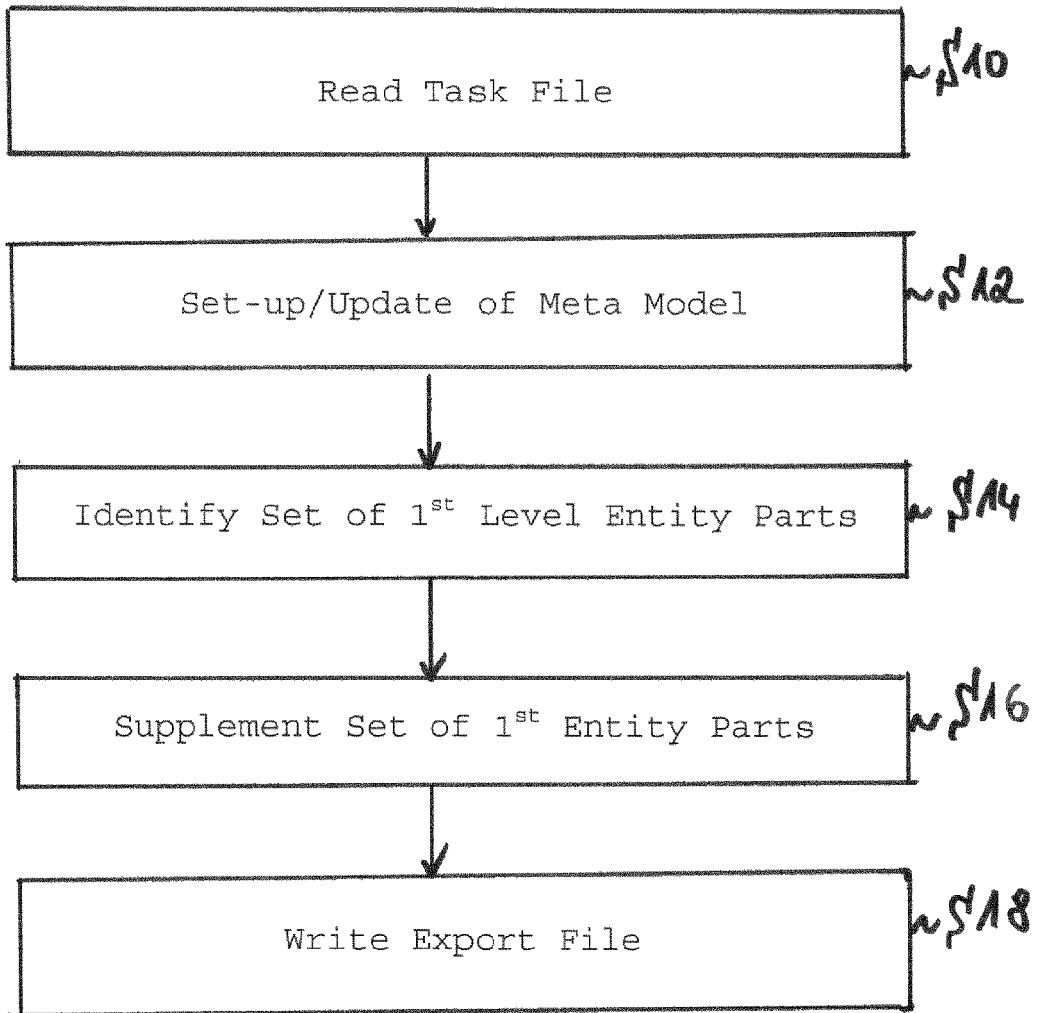 Read Task File
~S10
Set-up/Update of Meta Model
~S12
Identify Set of 1st Level Entity Parts
~S14
Supplement Set of 1st Entity Parts
~S16
Write Export File
~S18